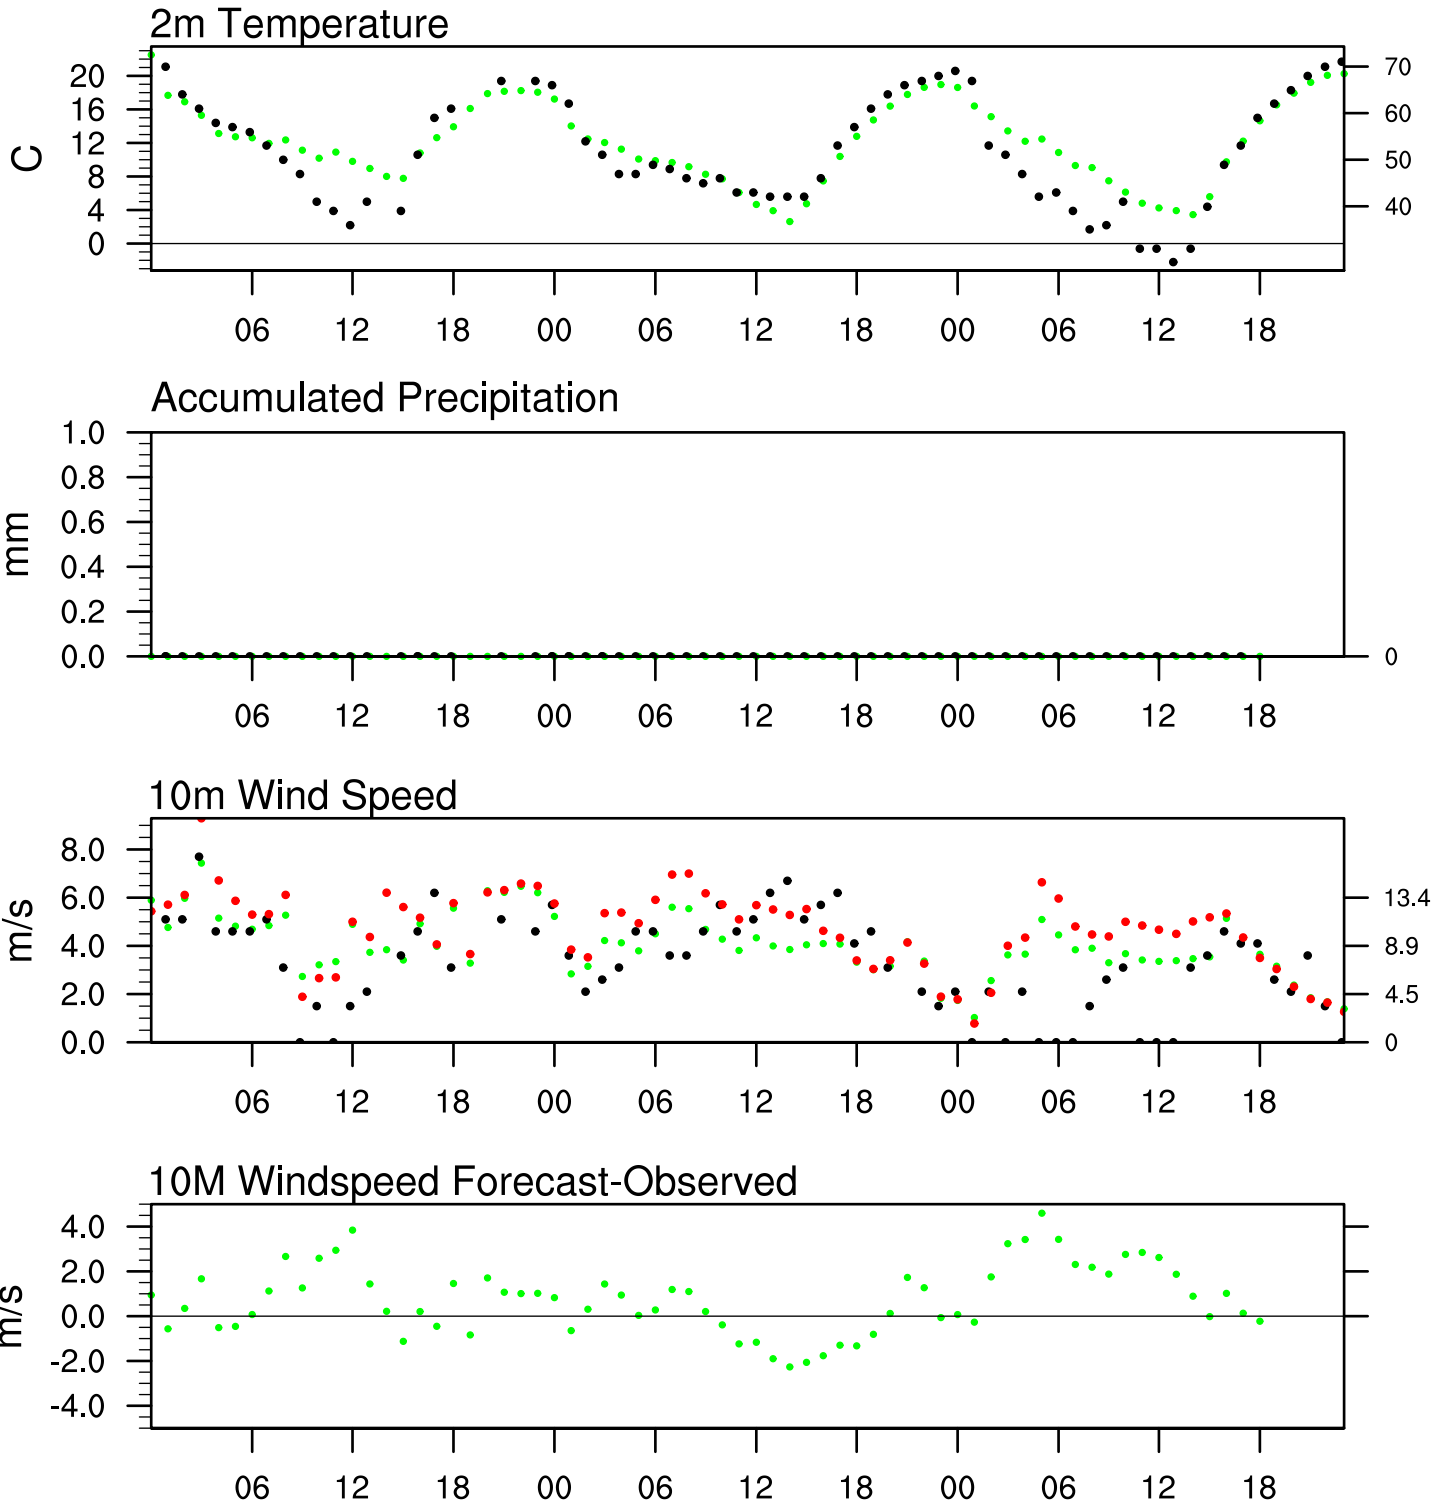 2m Temperature
20
16
12
8
4
0
C
70
60
50
40
06 12 18 00 06 12 18 00 06 12 18
Accumulated Precipitation
1.0
0.8
0.6
0.4
0.2
0.0
mm
0
06 12 18 00 06 12 18 00 06 12 18
10m Wind Speed
8.0
6.0
4.0
2.0
0.0
m/s
13.4
8.9
4.5
0
06 12 18 00 06 12 18 00 06 12 18
10M Windspeed Forecast-Observed
4.0
2.0
0.0
-2.0
-4.0
m/s
06 12 18 00 06 12 18 00 06 12 18